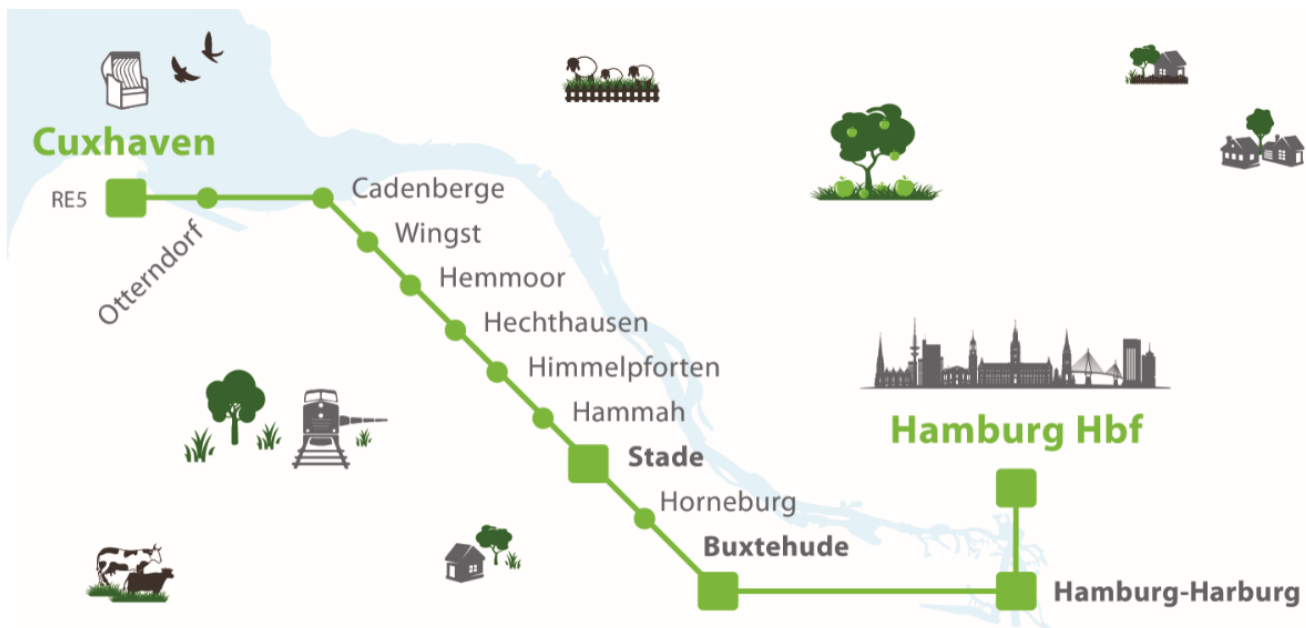 Cuxhaven
RE5
Otterndorf
Cadenberge
Wingst
Hemmoor
Hechthausen
Himmelpforten
Hammah
Stade
Horneburg
Buxtehude
Hamburg Hbf
Hamburg-Harburg